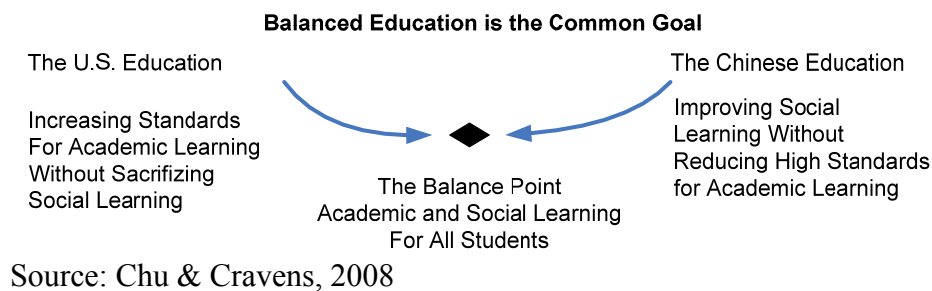 Balanced Education is the Common Goal
The U.S. Education
Increasing Standards
For Academic Learning
Without Sacrifizing
Social Learning
The Balance Point
Academic and Social Learning
For All Students
The Chinese Education
Improving Social
Learning Without
Reducing High Standards
for Academic Learning
Source: Chu & Cravens, 2008